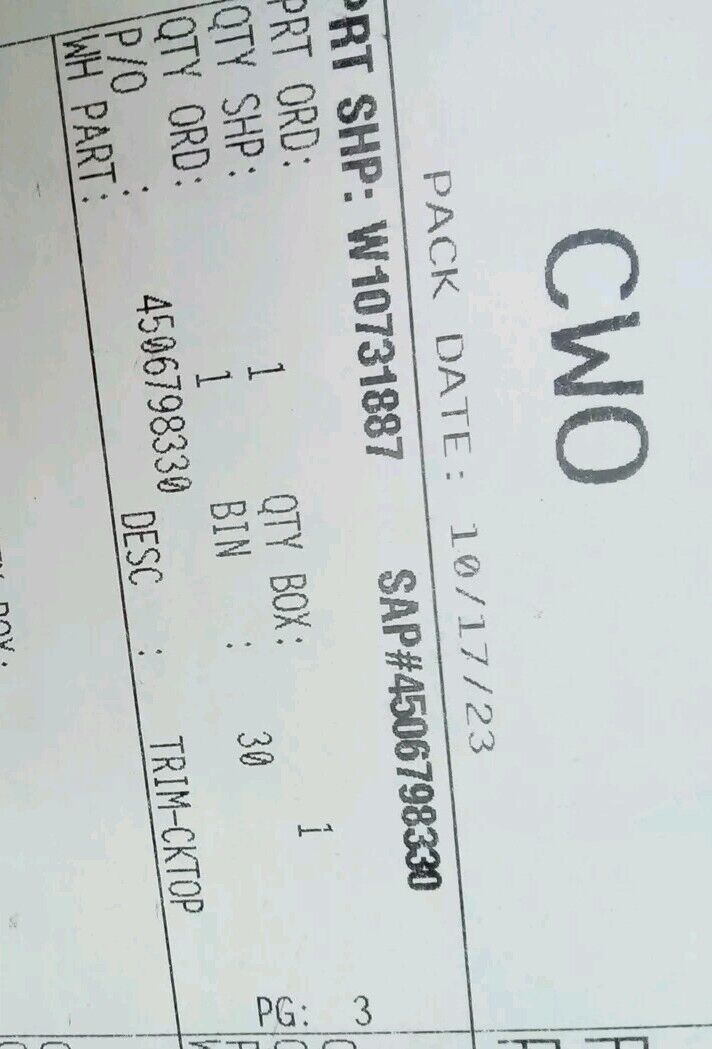 CWO
PACK DATE: 10/17/23
PRT SHP: W10731887 SAP#4506798330
PRT ORD:
QTY SHP: 1 QTY BOX: 1
QTY ORD: 1 BIN : 30
P/O : 4506798330
WH PART: DESC : TRIM-CKTOP
PG: 3